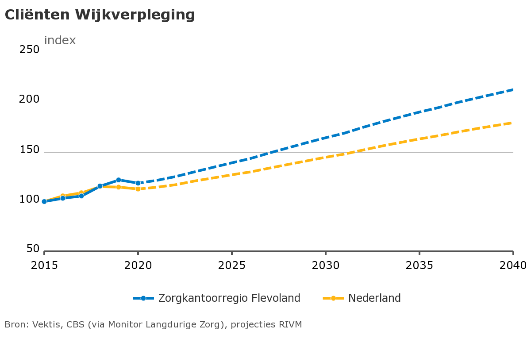 Cliënten Wijkverpleging
index
250
200
150
100
50
2015 2020 2025 2030 2035 2040
Zorgkantoorregio Flevoland Nederland
Bron: Vektis, CBS (via Monitor Langdurige Zorg), projecties RIVM